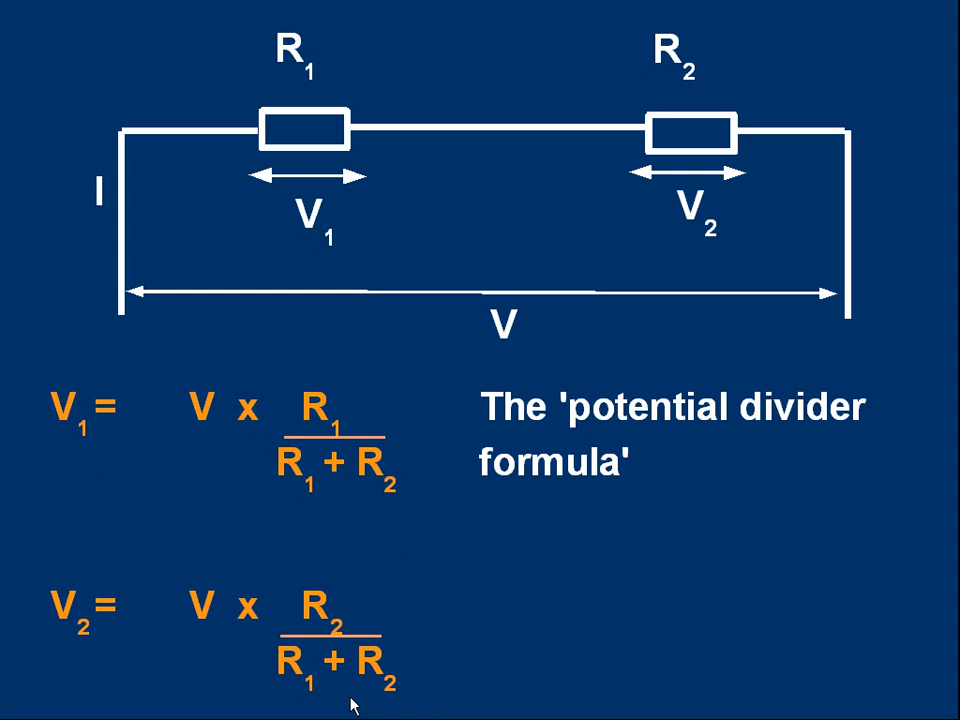 R1 R2
I
V1 V2
V
V1 = V x R1 The 'potential divider
R1 + R2 formula'
V2 = V x R2
R1 + R2